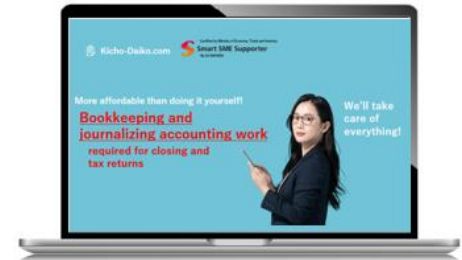 Kicho-Daiko.com
Smart SME Supporter
More affordable than doing it yourself!
Bookkeeping and
journalizing accounting work
required for closing and
tax returns
We'll take
care of
everything!